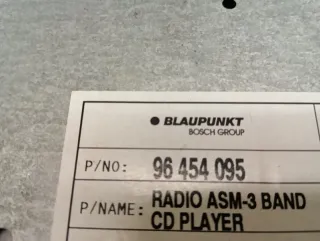 BLAUPUNKT
BOSCH GROUP
P/NO: 96 454 095
P/NAME: RADIO ASM-3 BAND
CD PLAYER